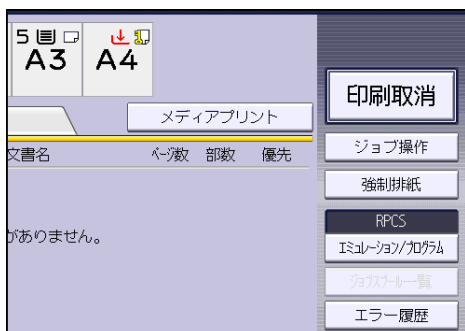 5
A3 A4
印刷取消
メディアプリント
ジョブ操作
文書名 ページ数 部数 優先
強制排紙
がありません。
RPCS
エミュレーション/プログラム
ジョブスプール一覧
エラー履歴